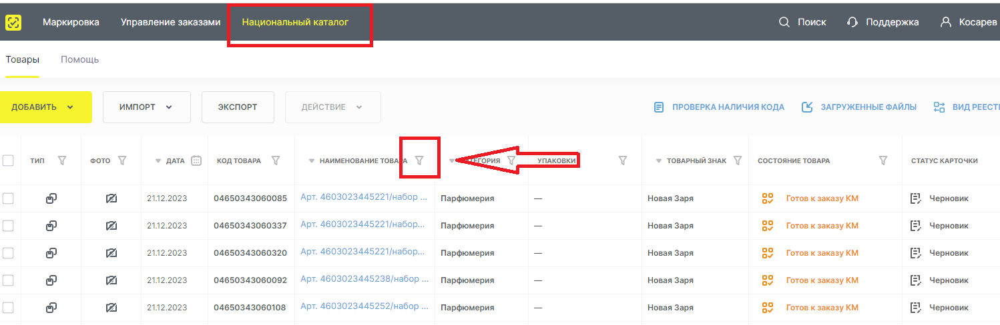 Маркировка Управление заказами Национальный каталог Поиск Поддержка Косарев
Товары Помощь
ДОБАВИТЬ ИМПОРТ ЭКСПОРТ ДЕЙСТВИЕ ПРОВЕРКА НАЛИЧИЯ КОДА ЗАГРУЖЕННЫЕ ФАЙЛЫ ВИД РЕЕСТР
ТИП ФОТО ДАТА КОД ТОВАРА НАИМЕНОВАНИЕ ТОВАРА ТЕГОРИЯ УПАКОВКИ ТОВАРНЫЙ ЗНАК СОСТОЯНИЕ ТОВАРА СТАТУС КАРТОЧКИ
21.12.2023 04650343060085 Арт. 4603023445221/набор ... Парфюмерия — Новая Заря Готов к заказу КМ Черновик
21.12.2023 04650343060337 Арт. 4603023445221/набор... Парфюмерия — Новая Заря Готов к заказу КМ Черновик
21.12.2023 04650343060320 Арт. 4603023445221/набор... Парфюмерия — Новая Заря Готов к заказу КМ Черновик
21.12.2023 04650343060092 Арт. 4603023445238/набор ... Парфюмерия — Новая Заря Готов к заказу КМ Черновик
21.12.2023 04650343060108 Арт. 4603023445252/набор ... Парфюмерия — Новая Заря Готов к заказу КМ Черновик